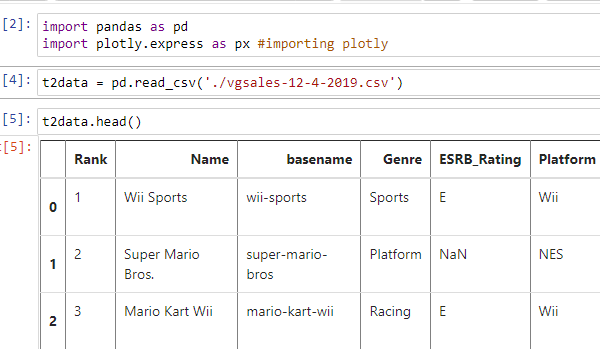 [2]: import pandas as pd
import plotly.express as px #importing plotly
[4]: t2data = pd.read_csv('./vgsales-12-4-2019.csv')
[5]: t2data.head()
[5]:
Rank Name basename Genre ESRB_Rating Platform
0 1 Wii Sports wii-sports Sports E Wii
1 2 Super Mario Bros. super-mario-bros Platform NaN NES
2 3 Mario Kart Wii mario-kart-wii Racing E Wii